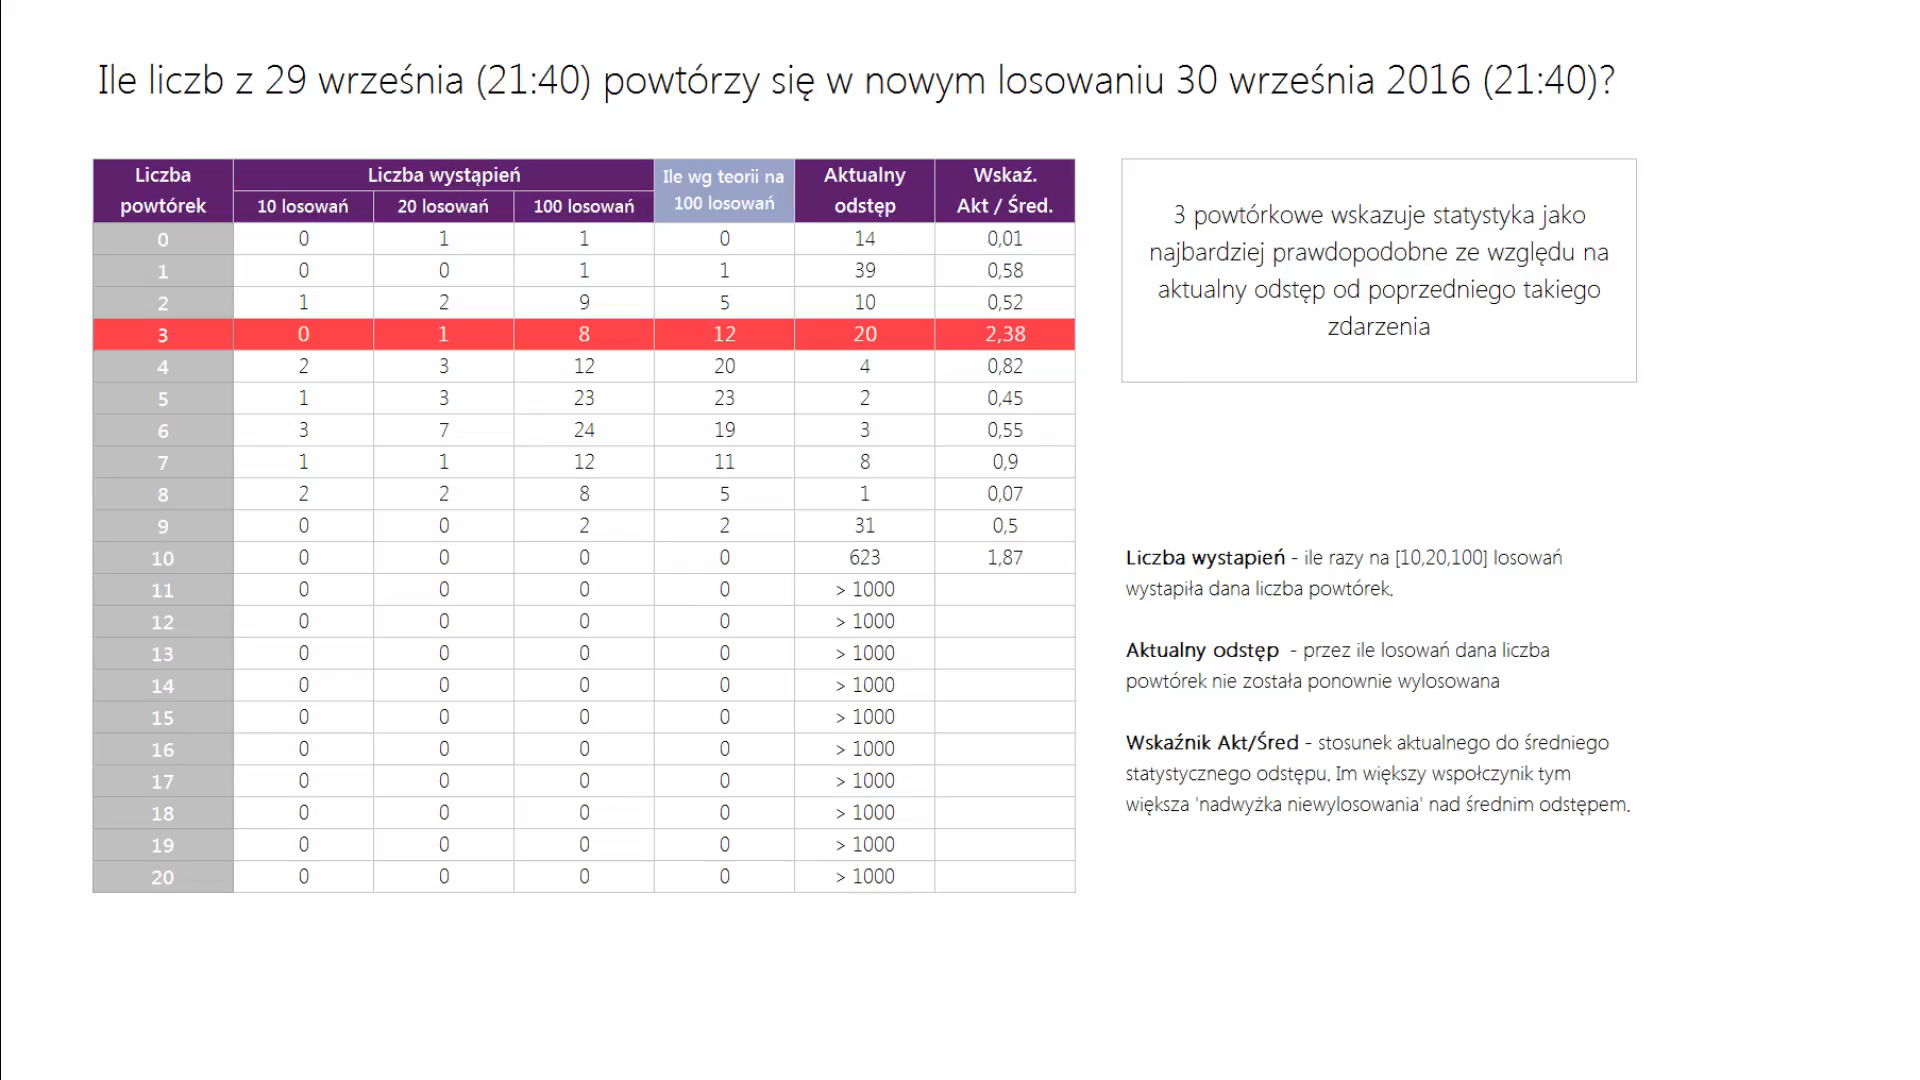 Ile liczb z 29 września (21:40) powtórzy się w nowym losowaniu 30 września 2016 (21:40)?
Liczba powtórek Liczba wystąpień Ile wg teorii na 100 losowań Aktualny odstęp Wskaź. Akt / Śred.
10 losowań 20 losowań 100 losowań
0 0 1 1 0 14 0,01
1 0 0 1 1 39 0,58
2 1 2 9 5 10 0,52
3 0 1 8 12 20 2,38
4 2 3 12 20 4 0,82
5 1 3 23 23 2 0,45
6 3 7 24 19 3 0,55
7 1 1 12 11 8 0,9
8 2 2 8 5 1 0,07
9 0 0 2 2 31 0,5
10 0 0 0 0 623 1,87
11 0 0 0 0 > 1000
12 0 0 0 0 > 1000
13 0 0 0 0 > 1000
14 0 0 0 0 > 1000
15 0 0 0 0 > 1000
16 0 0 0 0 > 1000
17 0 0 0 0 > 1000
18 0 0 0 0 > 1000
19 0 0 0 0 > 1000
20 0 0 0 0 > 1000
3 powtórkowe wskazuje statystyka jako
najbardziej prawdopodobne ze względu na
aktualny odstęp od poprzedniego takiego
zdarzenia
Liczba wystapień - ile razy na [10,20,100] losowań
wystapiła dana liczba powtórek.
Aktualny odstęp - przez ile losowań dana liczba
powtórek nie została ponownie wylosowana
Wskaźnik Akt/Śred - stosunek aktualnego do średniego
statystycznego odstępu. Im większy wspołczynik tym
większa 'nadwyżka niewylosowania' nad średnim odstępem.